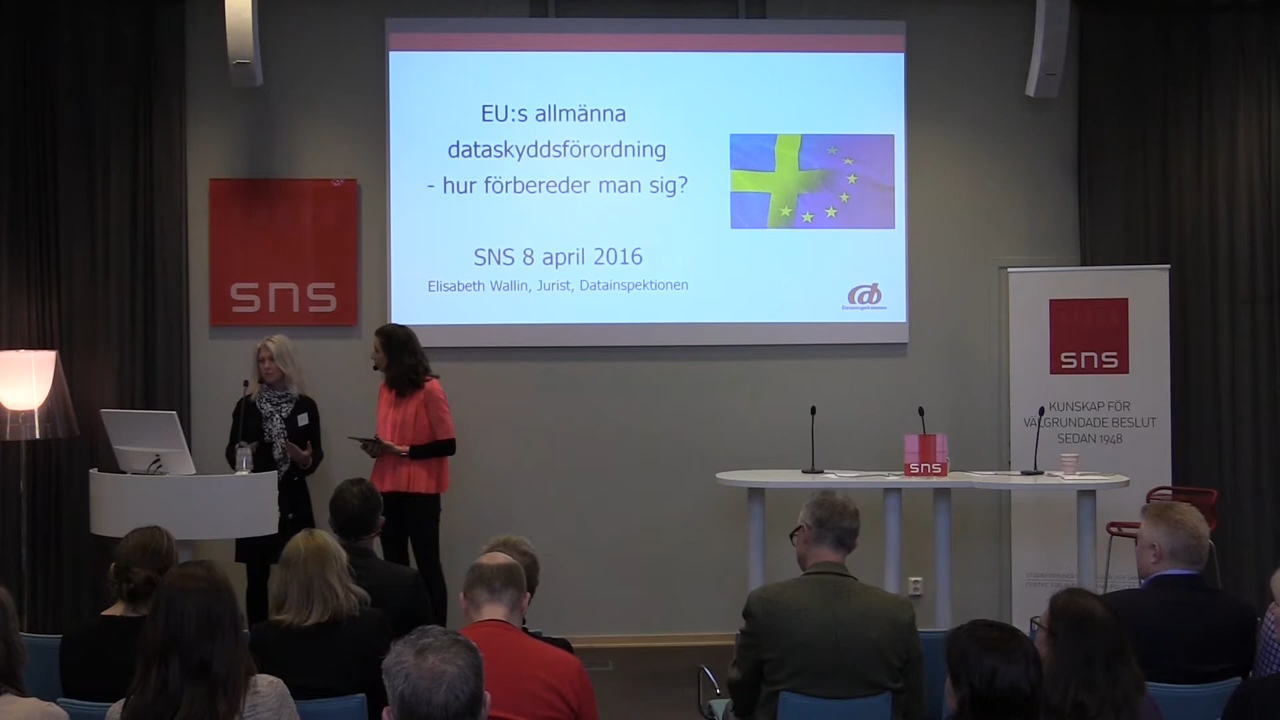 EU:s allmänna
dataskyddsförordning
- hur förbereder man sig?
SNS 8 april 2016
Elisabeth Wallin, Jurist, Datainspektionen
Datainspektionen
sns
sns
KUNSKAP FÖR
VÄLGRUNDADE BESLUT
SEDAN 1948
sns